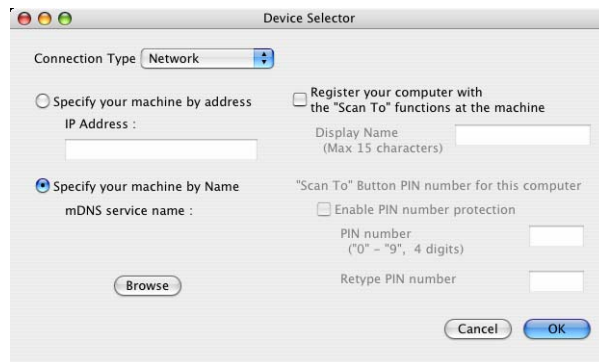 Device Selector
Connection Type Network
Specify your machine by address
IP Address :
Specify your machine by Name
mDNS service name :
Browse
Register your computer with
the "Scan To" functions at the machine
Display Name
(Max 15 characters)
"Scan To" Button PIN number for this computer
Enable PIN number protection
PIN number
("0" – "9", 4 digits)
Retype PIN number
Cancel OK